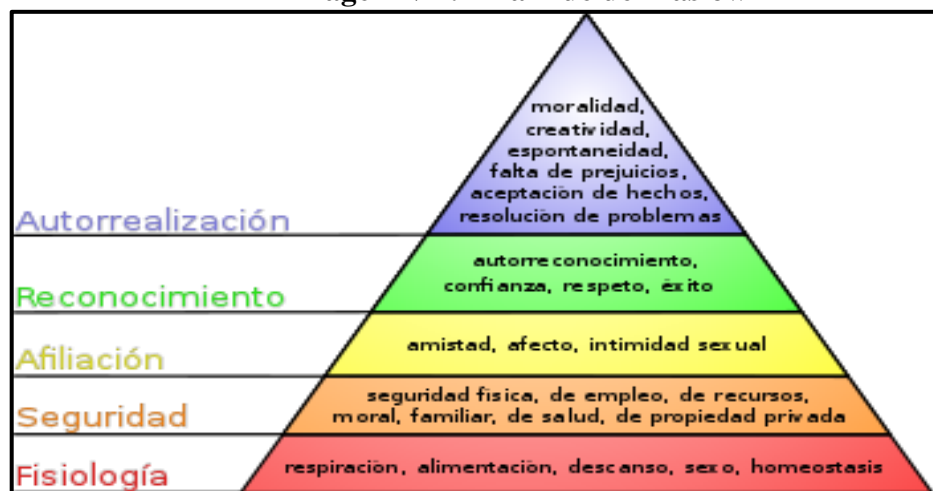 moralidad,
creatividad,
espontaneidad,
falta de prejuicios,
aceptación de hechos,
resolución de problemas
Autorrealización
autorreconocimiento,
confianza, respeto, éxito
Reconocimiento
amistad, afecto, intimidad sexual
Afiliación
seguridad física, de empleo, de recursos,
moral, familiar, de salud, de propiedad privada
Seguridad
respiración, alimentación, descanso, sexo, homeostasis
Fisiología